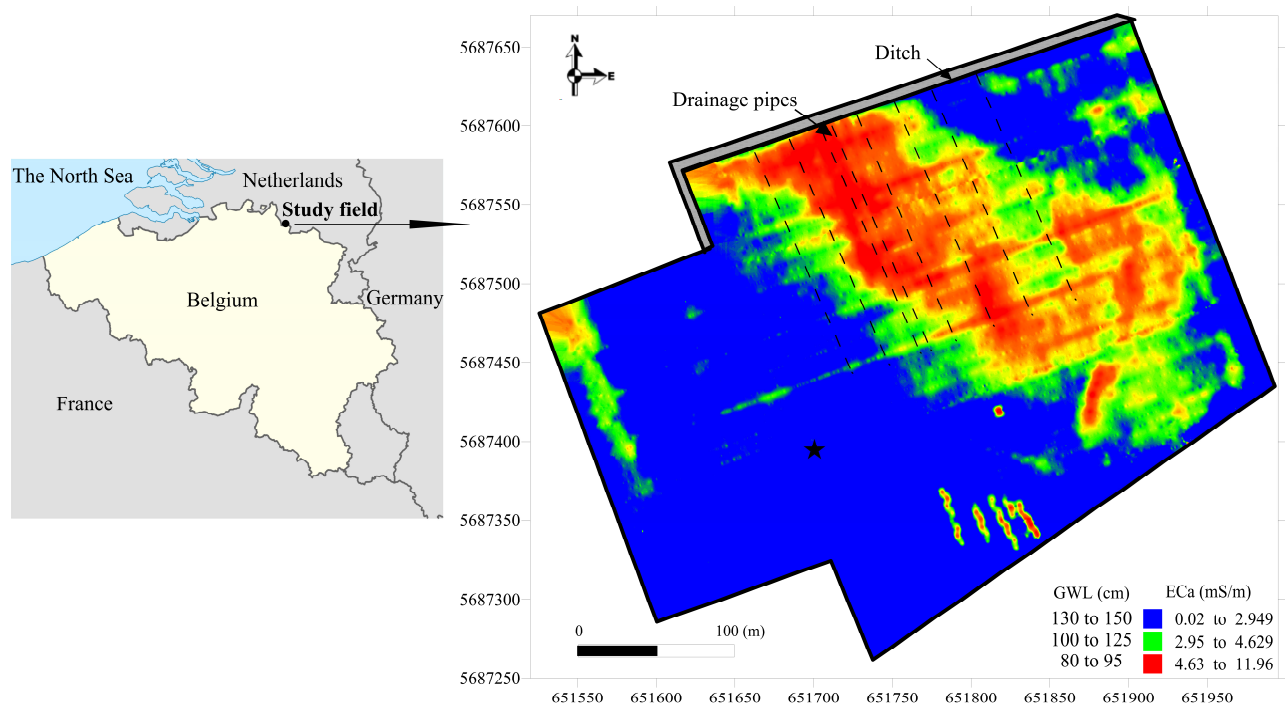 The North Sea
Netherlands
Study field
Belgium
Germany
France
N
E
Ditch
Drainage pipes
5687650
5687600
5687550
5687500
5687450
5687400
5687350
5687300
5687250
0 100 (m)
GWL (cm) ECa (mS/m)
130 to 150 0.02 to 2.949
100 to 125 2.95 to 4.629
80 to 95 4.63 to 11.96
651550 651600 651650 651700 651750 651800 651850 651900 651950